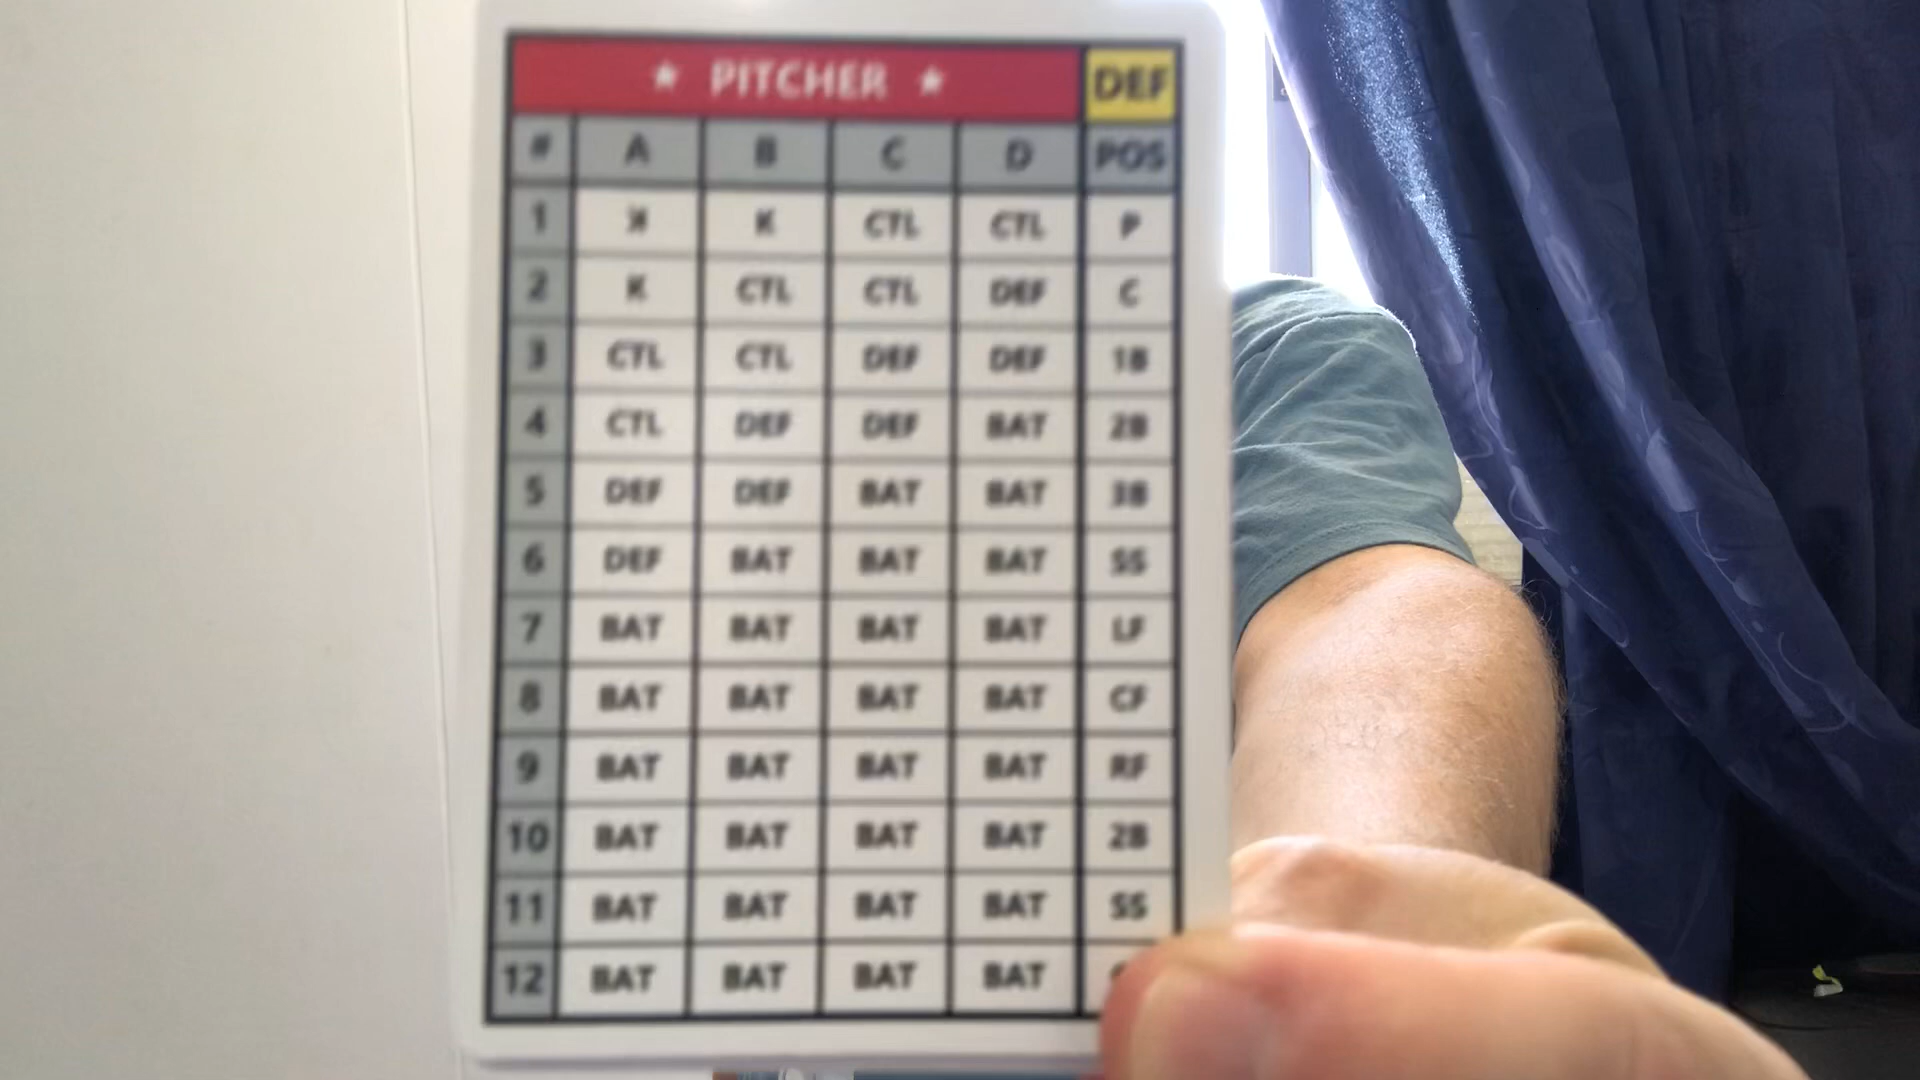 ★ PITCHER ★ DEF
# A B C D POS
1 ꓘ K CTL CTL P
2 K CTL CTL DEF C
3 CTL CTL DEF DEF 1B
4 CTL DEF DEF BAT 2B
5 DEF DEF BAT BAT 3B
6 DEF BAT BAT BAT SS
7 BAT BAT BAT BAT LF
8 BAT BAT BAT BAT CF
9 BAT BAT BAT BAT RF
10 BAT BAT BAT BAT 2B
11 BAT BAT BAT BAT SS
12 BAT BAT BAT BAT